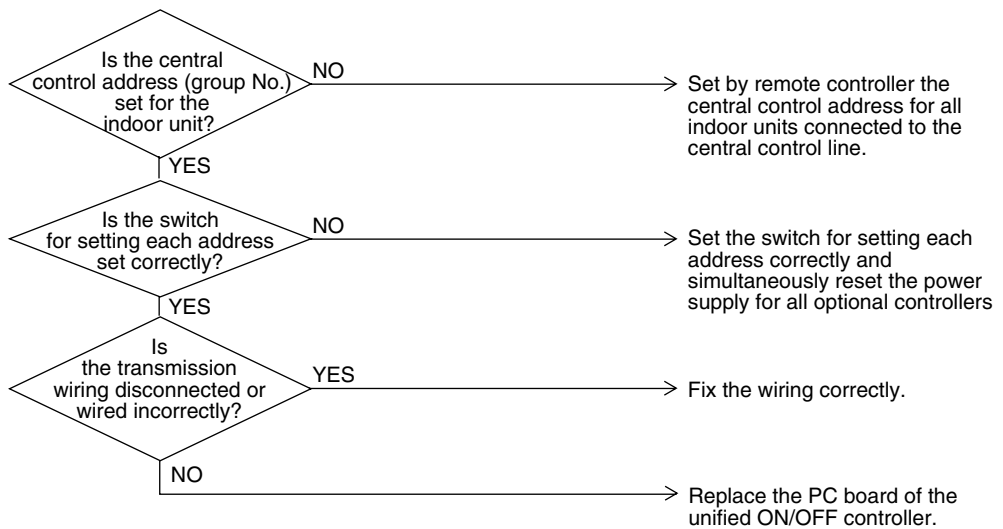 Is the central
control address (group No.)
set for the
indoor unit?
NO
Set by remote controller the
central control address for all
indoor units connected to the
central control line.
YES
Is the switch
for setting each address
set correctly?
NO
Set the switch for setting each
address correctly and
simultaneously reset the power
supply for all optional controllers
YES
Is
the transmission
wiring disconnected or
wired incorrectly?
YES
Fix the wiring correctly.
NO
Replace the PC board of the
unified ON/OFF controller.